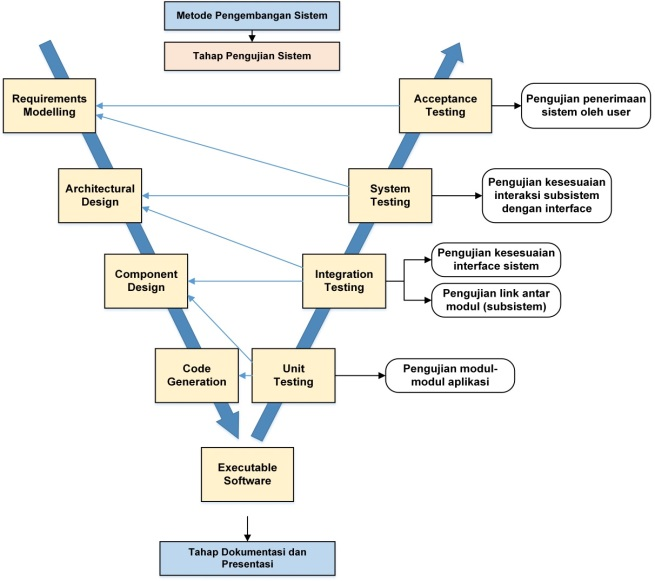 Metode Pengembangan Sistem
Tahap Pengujian Sistem
Requirements
Modelling
Acceptance
Testing
Pengujian penerimaan
sistem oleh user
Architectural
Design
System
Testing
Pengujian kesesuaian
interaksi subsistem
dengan interface
Component
Design
Integration
Testing
Pengujian kesesuaian
interface sistem
Pengujian link antar
modul (subsistem)
Code
Generation
Unit
Testing
Pengujian modul-
modul aplikasi
Executable
Software
Tahap Dokumentasi dan
Presentasi